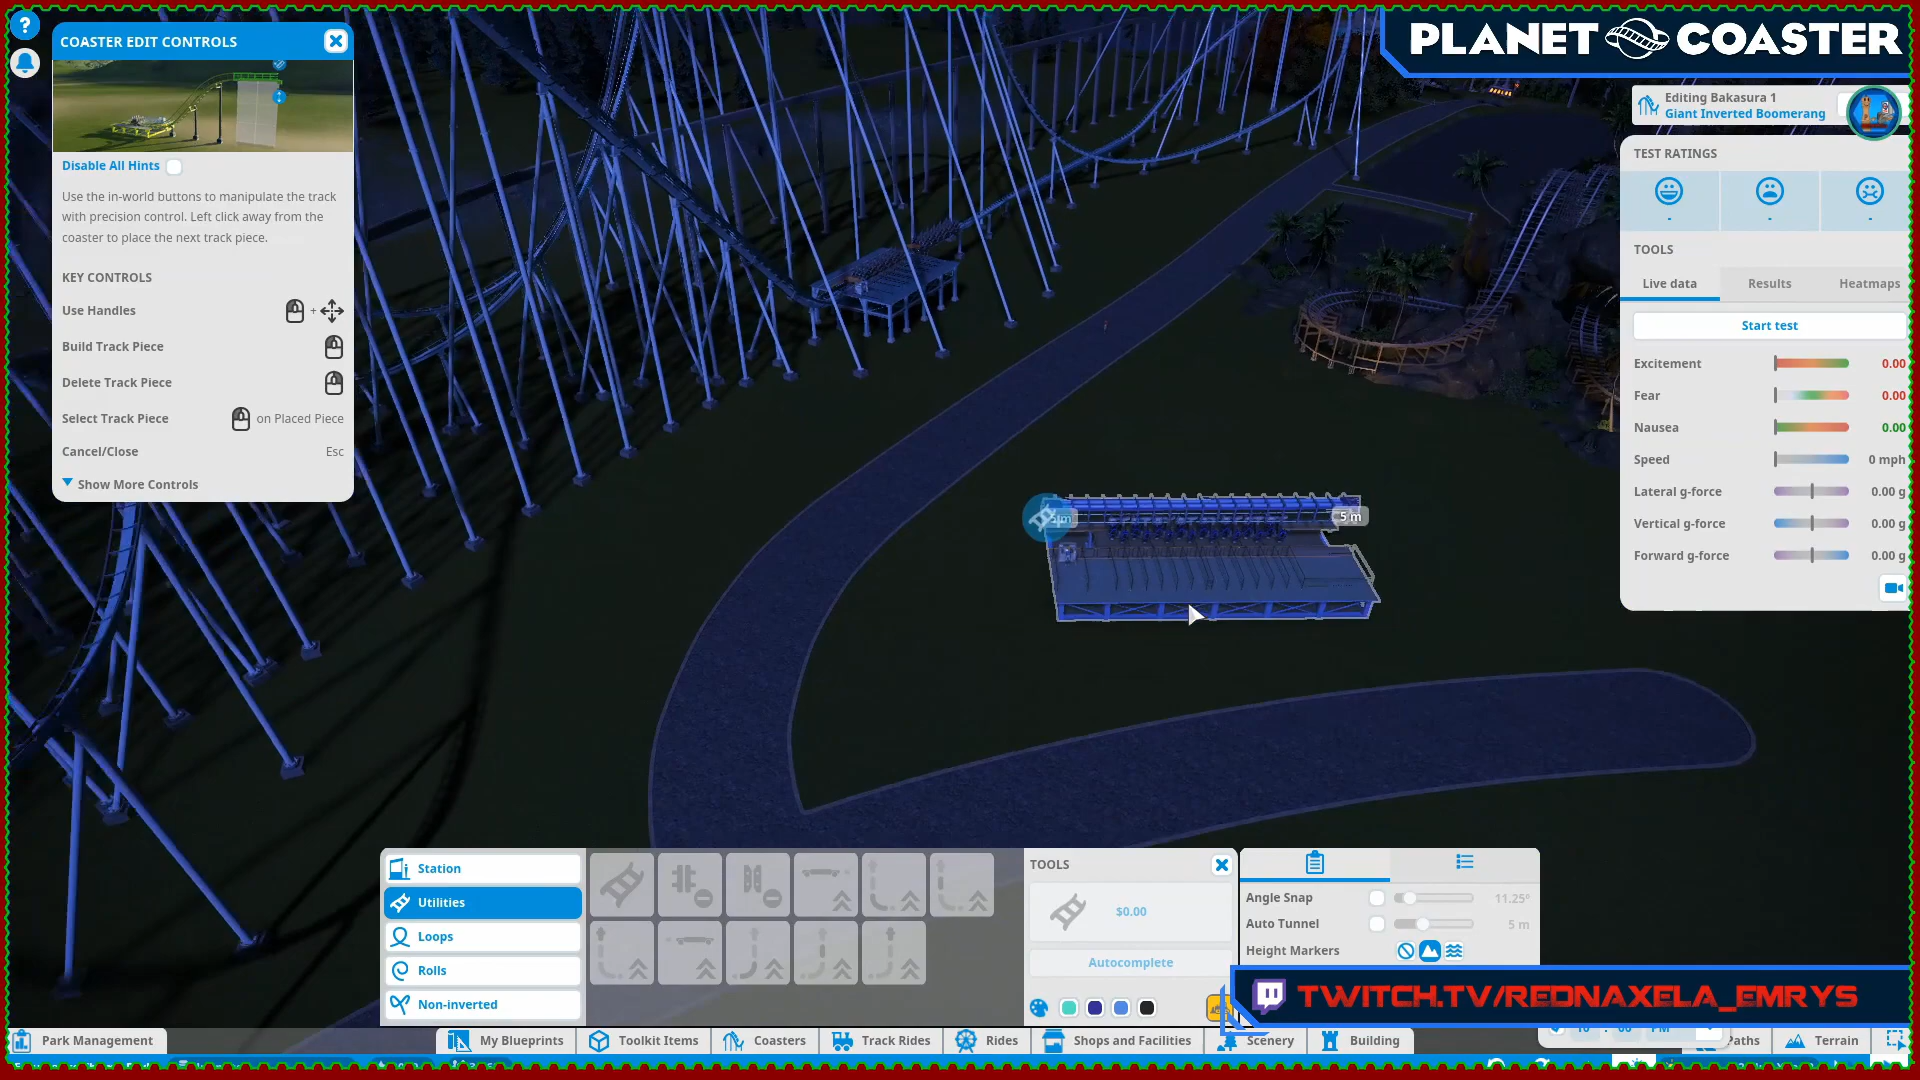 ?
COASTER EDIT CONTROLS
Disable All Hints
Use the in-world buttons to manipulate the track
with precision control. Left click away from the
coaster to place the next track piece.
KEY CONTROLS
Use Handles
+
Build Track Piece
Delete Track Piece
Select Track Piece
on Placed Piece
Cancel/Close
Esc
Show More Controls
PLANET COASTER
Editing Bakasura 1
Giant Inverted Boomerang
TEST RATINGS
-
-
-
TOOLS
Live data
Results
Heatmaps
Start test
Excitement
0.00
Fear
0.00
Nausea
0.00
Speed
0 mph
Lateral g-force
0.00 g
Vertical g-force
0.00 g
Forward g-force
0.00 g
5 m
5 m
Station
Utilities
Loops
Rolls
Non-inverted
TOOLS
$0.00
Autocomplete
Angle Snap
11.25°
Auto Tunnel
5 m
Height Markers
TWITCH.TV/REDNAXELA_EMRYS
Park Management
My Blueprints
Toolkit Items
Coasters
Track Rides
Rides
Shops and Facilities
Scenery
Building
Paths
Terrain